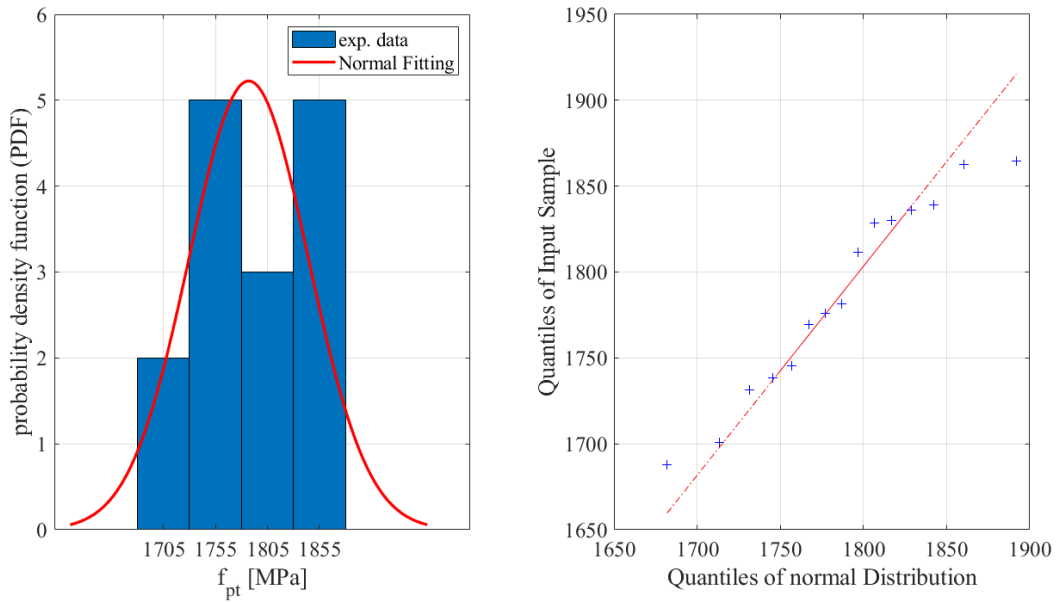 probability density function (PDF)
6
5
4
3
2
1
0
exp. data
Normal Fitting
1705 1755 1805 1855
f_pt [MPa]
Quantiles of Input Sample
1950
1900
1850
1800
1750
1700
1650
1650 1700 1750 1800 1850 1900
Quantiles of normal Distribution